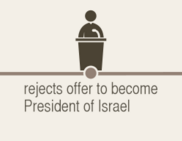 rejects offer to become
President of Israel